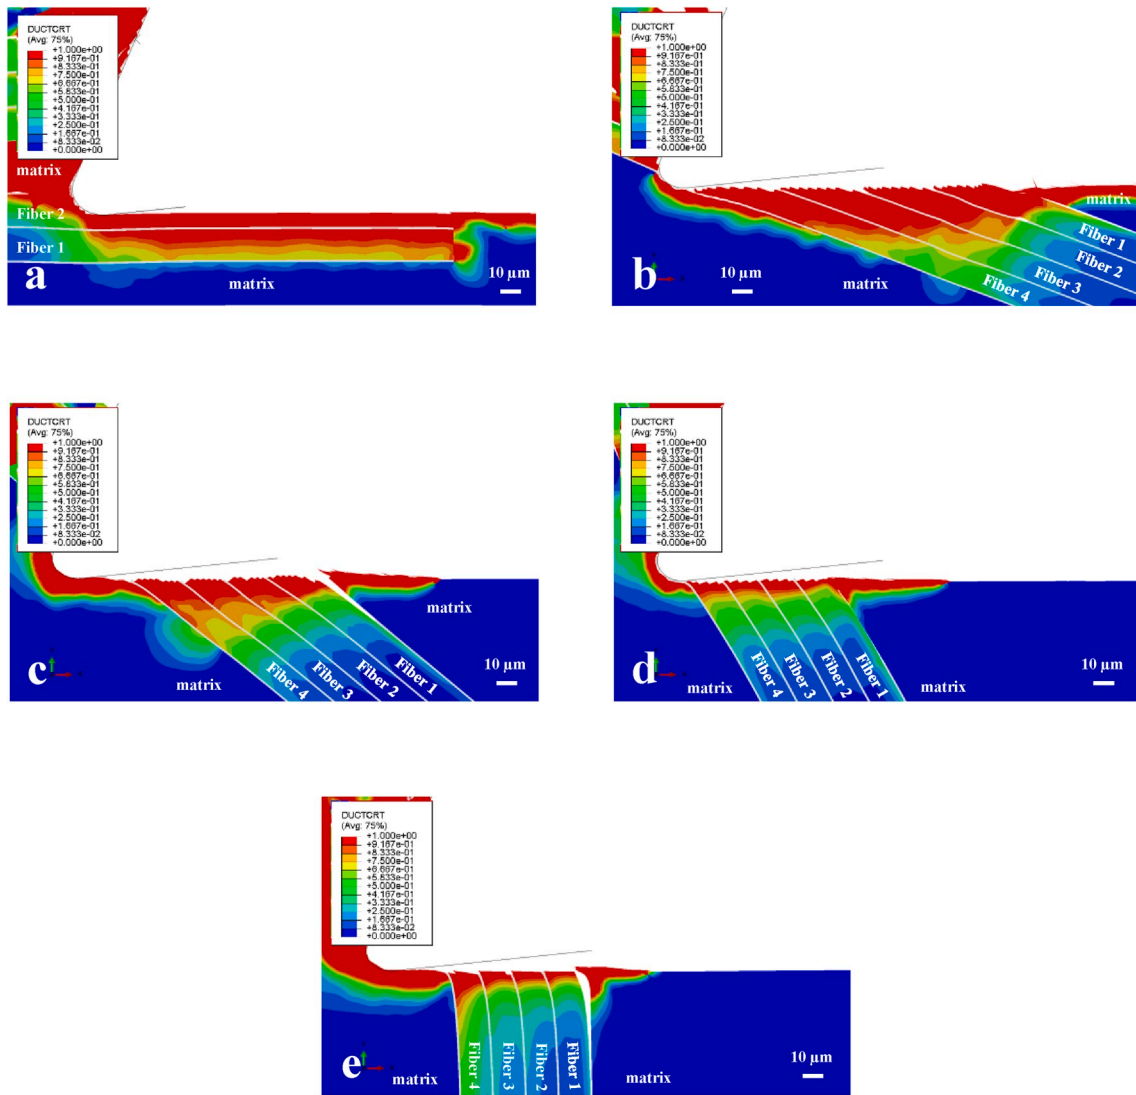 DUCTCRT
(Avg: 75%)
+1.000e+00
+9.167e-01
+8.333e-01
+7.500e-01
+6.667e-01
+5.833e-01
+5.000e-01
+4.167e-01
+3.333e-01
+2.500e-01
+1.667e-01
+8.333e-02
+0.000e+00
matrix
Fiber 2
Fiber 1
a
matrix
10 µm
DUCTCRT
(Avg: 75%)
+1.000e+00
+9.167e-01
+8.333e-01
+7.500e-01
+6.667e-01
+5.833e-01
+5.000e-01
+4.167e-01
+3.333e-01
+2.500e-01
+1.667e-01
+8.333e-02
+0.000e+00
matrix
Fiber 1
Fiber 2
Fiber 3
Fiber 4
b
matrix
10 µm
DUCTCRT
(Avg: 75%)
+1.000e+00
+9.167e-01
+8.333e-01
+7.500e-01
+6.667e-01
+5.833e-01
+5.000e-01
+4.167e-01
+3.333e-01
+2.500e-01
+1.667e-01
+8.333e-02
+0.000e+00
matrix
c
matrix
Fiber 4
Fiber 3
Fiber 2
Fiber 1
10 µm
DUCTCRT
(Avg: 75%)
+1.000e+00
+9.167e-01
+8.333e-01
+7.500e-01
+6.667e-01
+5.833e-01
+5.000e-01
+4.167e-01
+3.333e-01
+2.500e-01
+1.667e-01
+8.333e-02
+0.000e+00
d
matrix
Fiber 4
Fiber 3
Fiber 2
Fiber 1
matrix
10 µm
DUCTCRT
(Avg: 75%)
+1.000e+00
+9.167e-01
+8.333e-01
+7.500e-01
+6.667e-01
+5.833e-01
+5.000e-01
+4.167e-01
+3.333e-01
+2.500e-01
+1.667e-01
+8.333e-02
+0.000e+00
e
matrix
Fiber 4
Fiber 3
Fiber 2
Fiber 1
matrix
10 µm